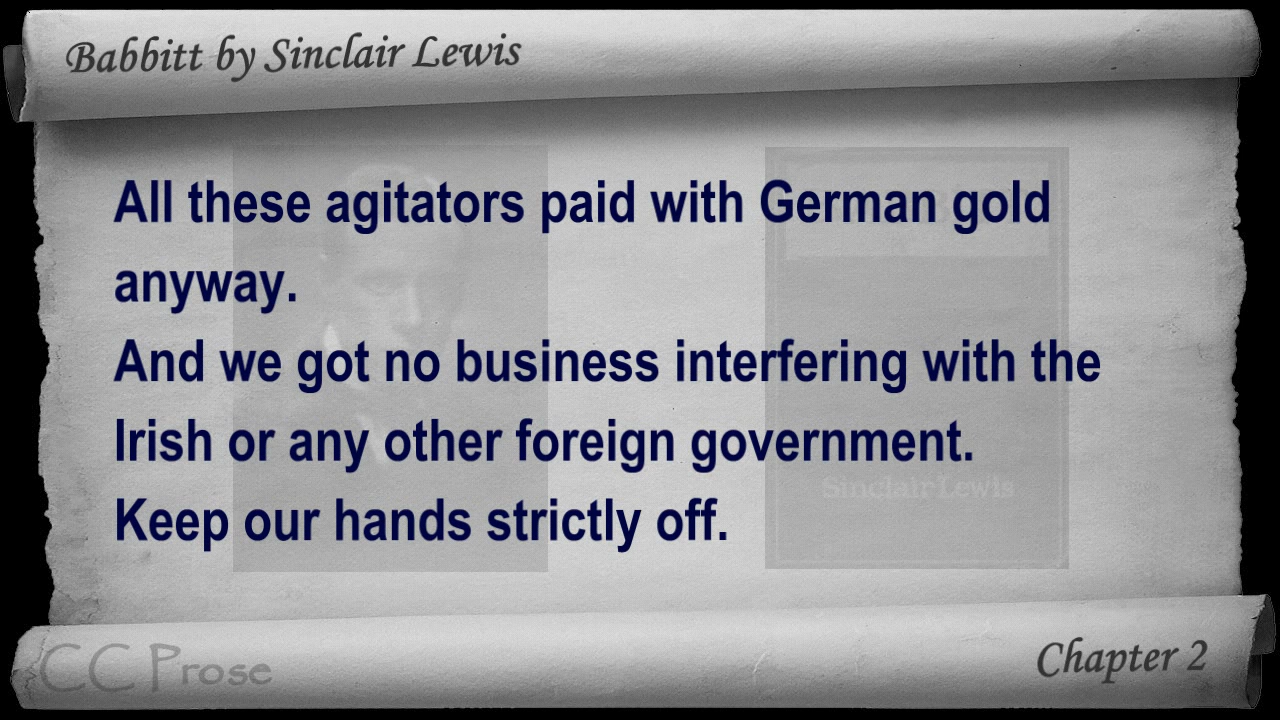 Babbitt by Sinclair Lewis
All these agitators paid with German gold
anyway.
And we got no business interfering with the
Irish or any other foreign government.
Keep our hands strictly off.
Sinclair Lewis
CC Prose
Chapter 2